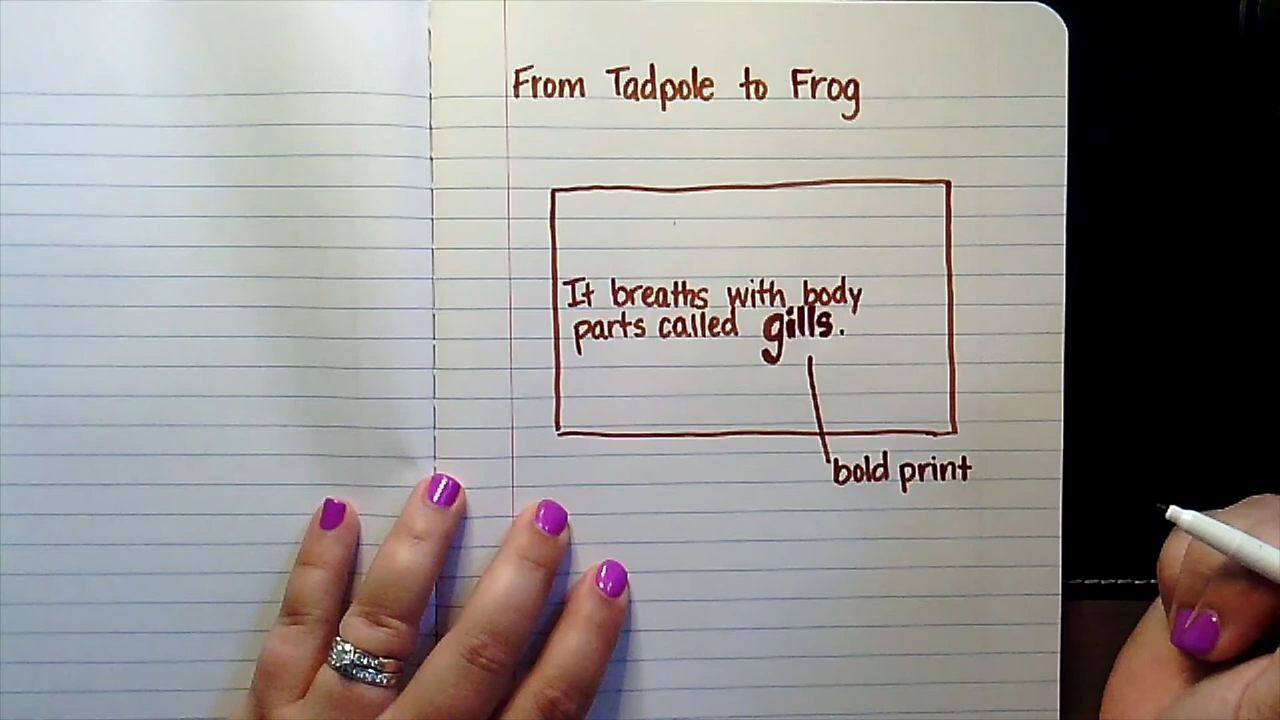 From Tadpole to Frog
It breaths with body
parts called gills.
bold print